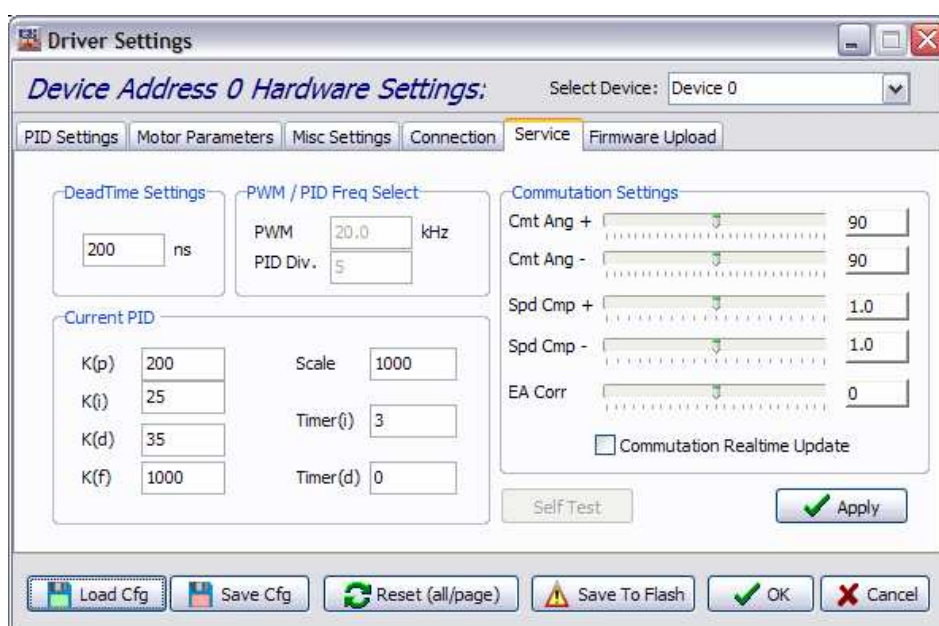 Driver Settings
Device Address 0 Hardware Settings:
Select Device: Device 0
PID Settings Motor Parameters Misc Settings Connection Service Firmware Upload
DeadTime Settings
200 ns
PWM / PID Freq Select
PWM 20.0 kHz
PID Div. 5
Current PID
K(p) 200
K(i) 25
K(d) 35
K(f) 1000
Scale 1000
Timer(i) 3
Timer(d) 0
Commutation Settings
Cmt Ang + 90
Cmt Ang - 90
Spd Cmp + 1.0
Spd Cmp - 1.0
EA Corr 0
Commutation Realtime Update
Self Test
Apply
Load Cfg Save Cfg Reset (all/page) Save To Flash OK Cancel